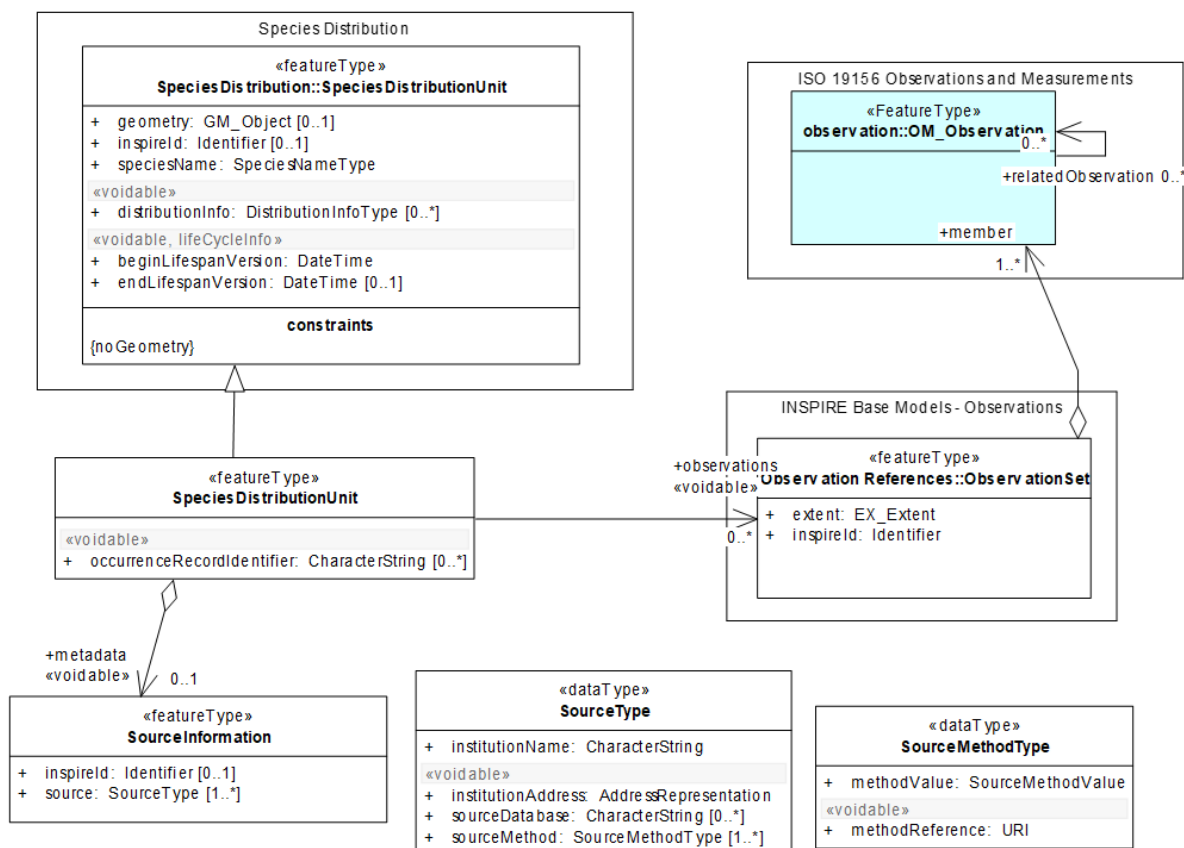 Species Distribution
«featureType»
SpeciesDistribution::SpeciesDistributionUnit
+ geometry: GM_Object [0..1]
+ inspireId: Identifier [0..1]
+ speciesName: SpeciesNameType
«voidable»
+ distributionInfo: DistributionInfoType [0..*]
«voidable, lifeCycleInfo»
+ beginLifespanVersion: DateTime
+ endLifespanVersion: DateTime [0..1]
constraints
{noGeometry}
ISO 19156 Observations and Measurements
«FeatureType»
observation::OM_Observation
0..*
+relatedObservation 0..*
+member
1..*
INSPIRE Base Models - Observations
«featureType»
Observation References::ObservationSet
+ extent: EX_Extent
+ inspireId: Identifier
+observations
«voidable»
0..*
«featureType»
SpeciesDistributionUnit
«voidable»
+ occurrenceRecordIdentifier: CharacterString [0..*]
+metadata
«voidable»
0..1
«featureType»
SourceInformation
+ inspireId: Identifier [0..1]
+ source: SourceType [1..*]
«dataType»
SourceType
+ institutionName: CharacterString
«voidable»
+ institutionAddress: AddressRepresentation
+ sourceDatabase: CharacterString [0..*]
+ sourceMethod: SourceMethodType [1..*]
«dataType»
SourceMethodType
+ methodValue: SourceMethodValue
«voidable»
+ methodReference: URI